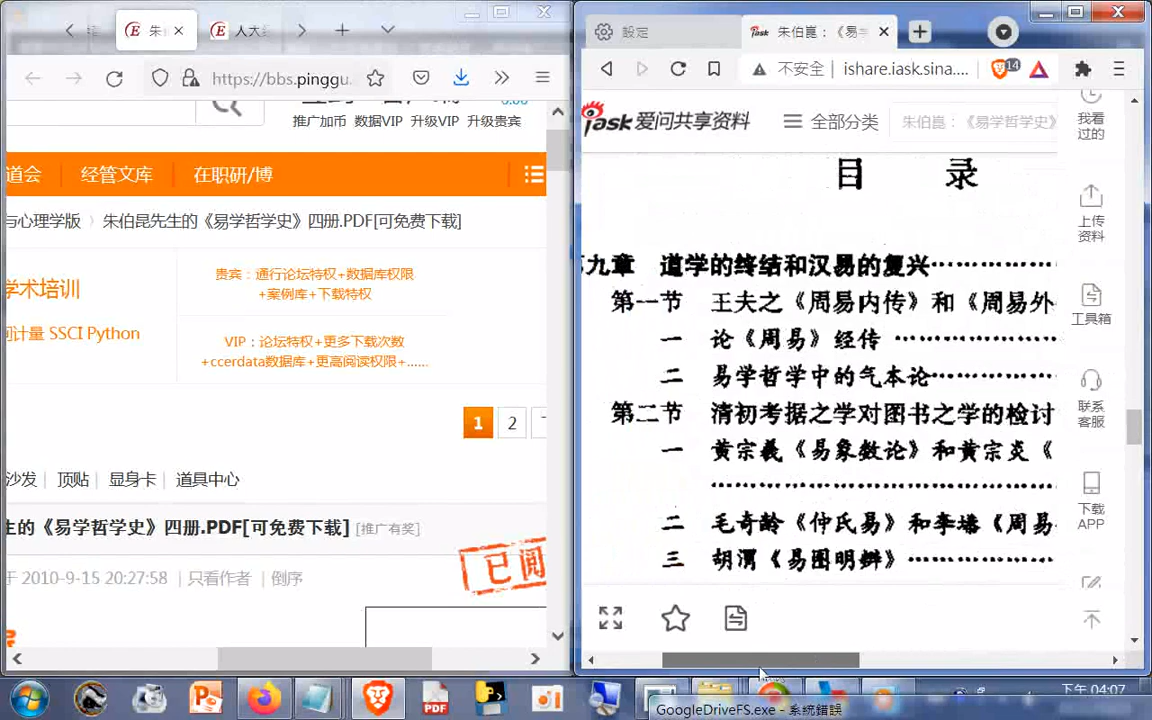 朱
人大
https://bbs.pinggu.
推广加币 数据VIP 升级VIP 升级贵宾
道会 经管文库 在职研/博
与心理学版 〉 朱伯昆先生的《易学哲学史》四册.PDF[可免费下载]
学术培训
计量 SSCI Python
贵宾：通行论坛特权+数据库权限
+案例库+下载特权
VIP：论坛特权+更多下载次数
+ccerdata数据库+更高阅读权限+......
1 2
沙发 顶贴 显身卡 道具中心
生的《易学哲学史》四册.PDF[可免费下载] [推广有奖]
于 2010-9-15 20:27:58 | 只看作者 | 倒序
已阅
設定
iask 朱伯崑：《易
不安全 ishare.iask.sina....
14
iask 爱问共享资料 全部分类 朱伯崑：《易学哲学史》
目 录
九章 道学的终结和汉易的复兴
第一节 王夫之《周易内传》和《周易外
一 论《周易》经传
二 易学哲学中的气本论
第二节 清初考据之学对图书之学的检讨
一 黄宗羲《易象数论》和黄宗炎《
二 毛奇龄《仲氏易》和李塨《周易
三 胡渭《易图明辨》
我看过的
上传资料
工具箱
联系客服
下载APP
PDF
GoogleDriveFS.exe - 系統錯誤
下午 04:07